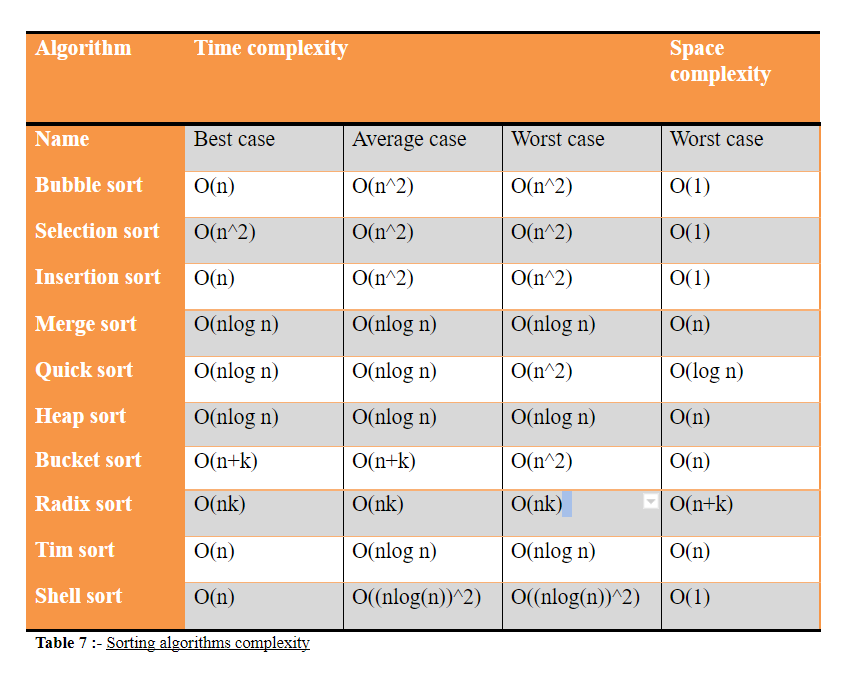 Algorithm Time complexity Space
complexity
Name Best case Average case Worst case Worst case
Bubble sort O(n) O(n^2) O(n^2) O(1)
Selection sort O(n^2) O(n^2) O(n^2) O(1)
Insertion sort O(n) O(n^2) O(n^2) O(1)
Merge sort O(nlog n) O(nlog n) O(nlog n) O(n)
Quick sort O(nlog n) O(nlog n) O(n^2) O(log n)
Heap sort O(nlog n) O(nlog n) O(nlog n) O(n)
Bucket sort O(n+k) O(n+k) O(n^2) O(n)
Radix sort O(nk) O(nk) O(nk) O(n+k)
Tim sort O(n) O(nlog n) O(nlog n) O(n)
Shell sort O(n) O((nlog(n))^2) O((nlog(n))^2) O(1)
Table 7 :- Sorting algorithms complexity